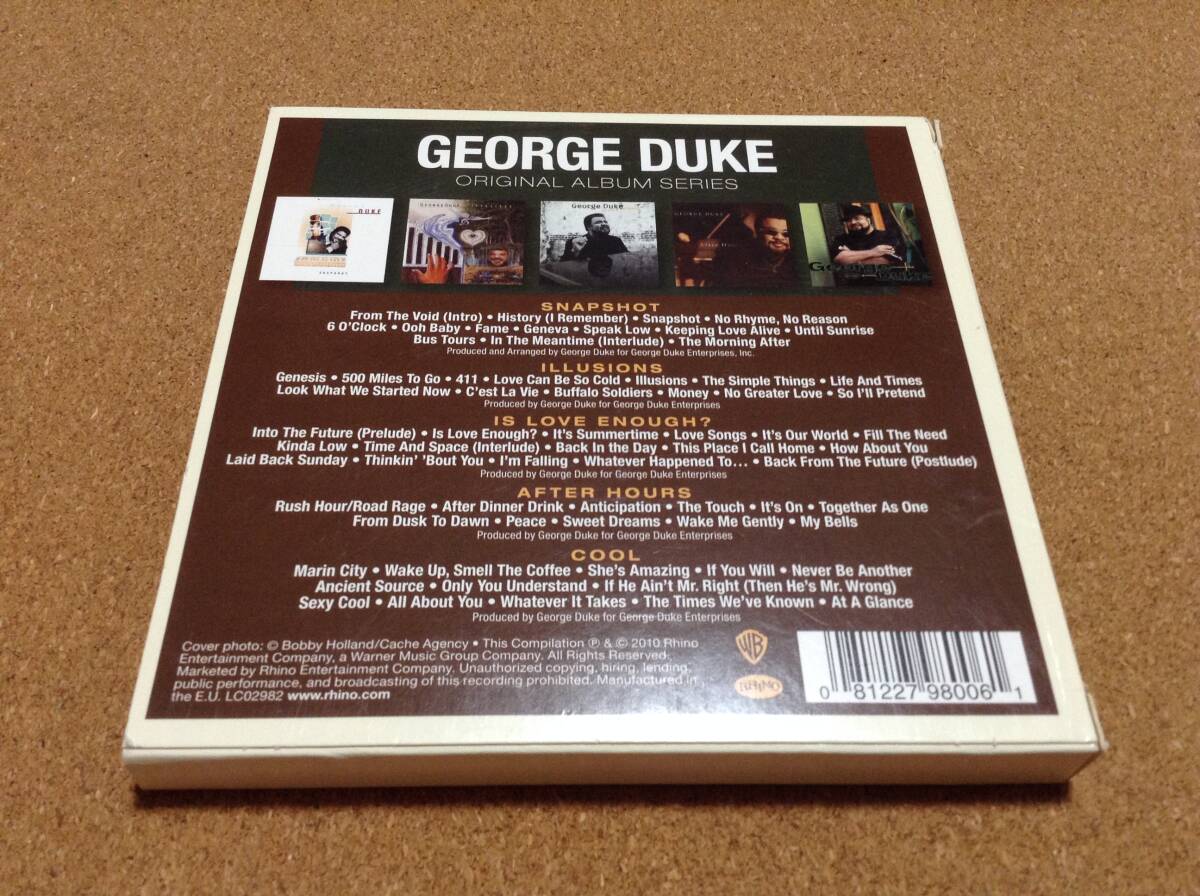 GEORGE DUKE
ORIGINAL ALBUM SERIES
DUKE
SNAPSHOT
George Duke
GEORGE DUKE
After
George
DUKE
SNAPSHOT
From The Void (Intro) • History (I Remember) • Snapshot • No Rhyme, No Reason
6 O'Clock • Ooh Baby • Fame • Geneva • Speak Low • Keeping Love Alive • Until Sunrise
Bus Tours • In The Meantime (Interlude) • The Morning After
Produced and Arranged by George Duke for George Duke Enterprises, Inc.
ILLUSIONS
Genesis • 500 Miles To Go • 411 • Love Can Be So Cold • Illusions • The Simple Things • Life And Times
Look What We Started Now • C'est La Vie • Buffalo Soldiers • Money • No Greater Love • So I'll Pretend
Produced by George Duke for George Duke Enterprises
IS LOVE ENOUGH?
Into The Future (Prelude) • Is Love Enough? • It's Summertime • Love Songs • It's Our World • Fill The Need
Kinda Low • Time And Space (Interlude) • Back In the Day • This Place I Call Home • How About You
Laid Back Sunday • Thinkin' 'Bout You • I'm Falling • Whatever Happened To... • Back From The Future (Postlude)
Produced by George Duke for George Duke Enterprises
AFTER HOURS
Rush Hour/Road Rage • After Dinner Drink • Anticipation • The Touch • It's On • Together As One
From Dusk To Dawn • Peace • Sweet Dreams • Wake Me Gently • My Bells
Produced by George Duke for George Duke Enterprises
COOL
Marin City • Wake Up, Smell The Coffee • She's Amazing • If You Will • Never Be Another
Ancient Source • Only You Understand • If He Ain't Mr. Right (Then He's Mr. Wrong)
Sexy Cool • All About You • Whatever It Takes • The Times We've Known • At A Glance
Produced by George Duke for George Duke Enterprises
Cover photo: © Bobby Holland/Cache Agency • This Compilation ℗ & © 2010 Rhino
Entertainment Company, a Warner Music Group Company. All Rights Reserved.
Marketed by Rhino Entertainment Company. Unauthorized copying, hiring, lending,
public performance, and broadcasting of this recording prohibited. Manufactured in
the E.U. LC02982 www.rhino.com
WB
RHINO
0 81227 98006 1